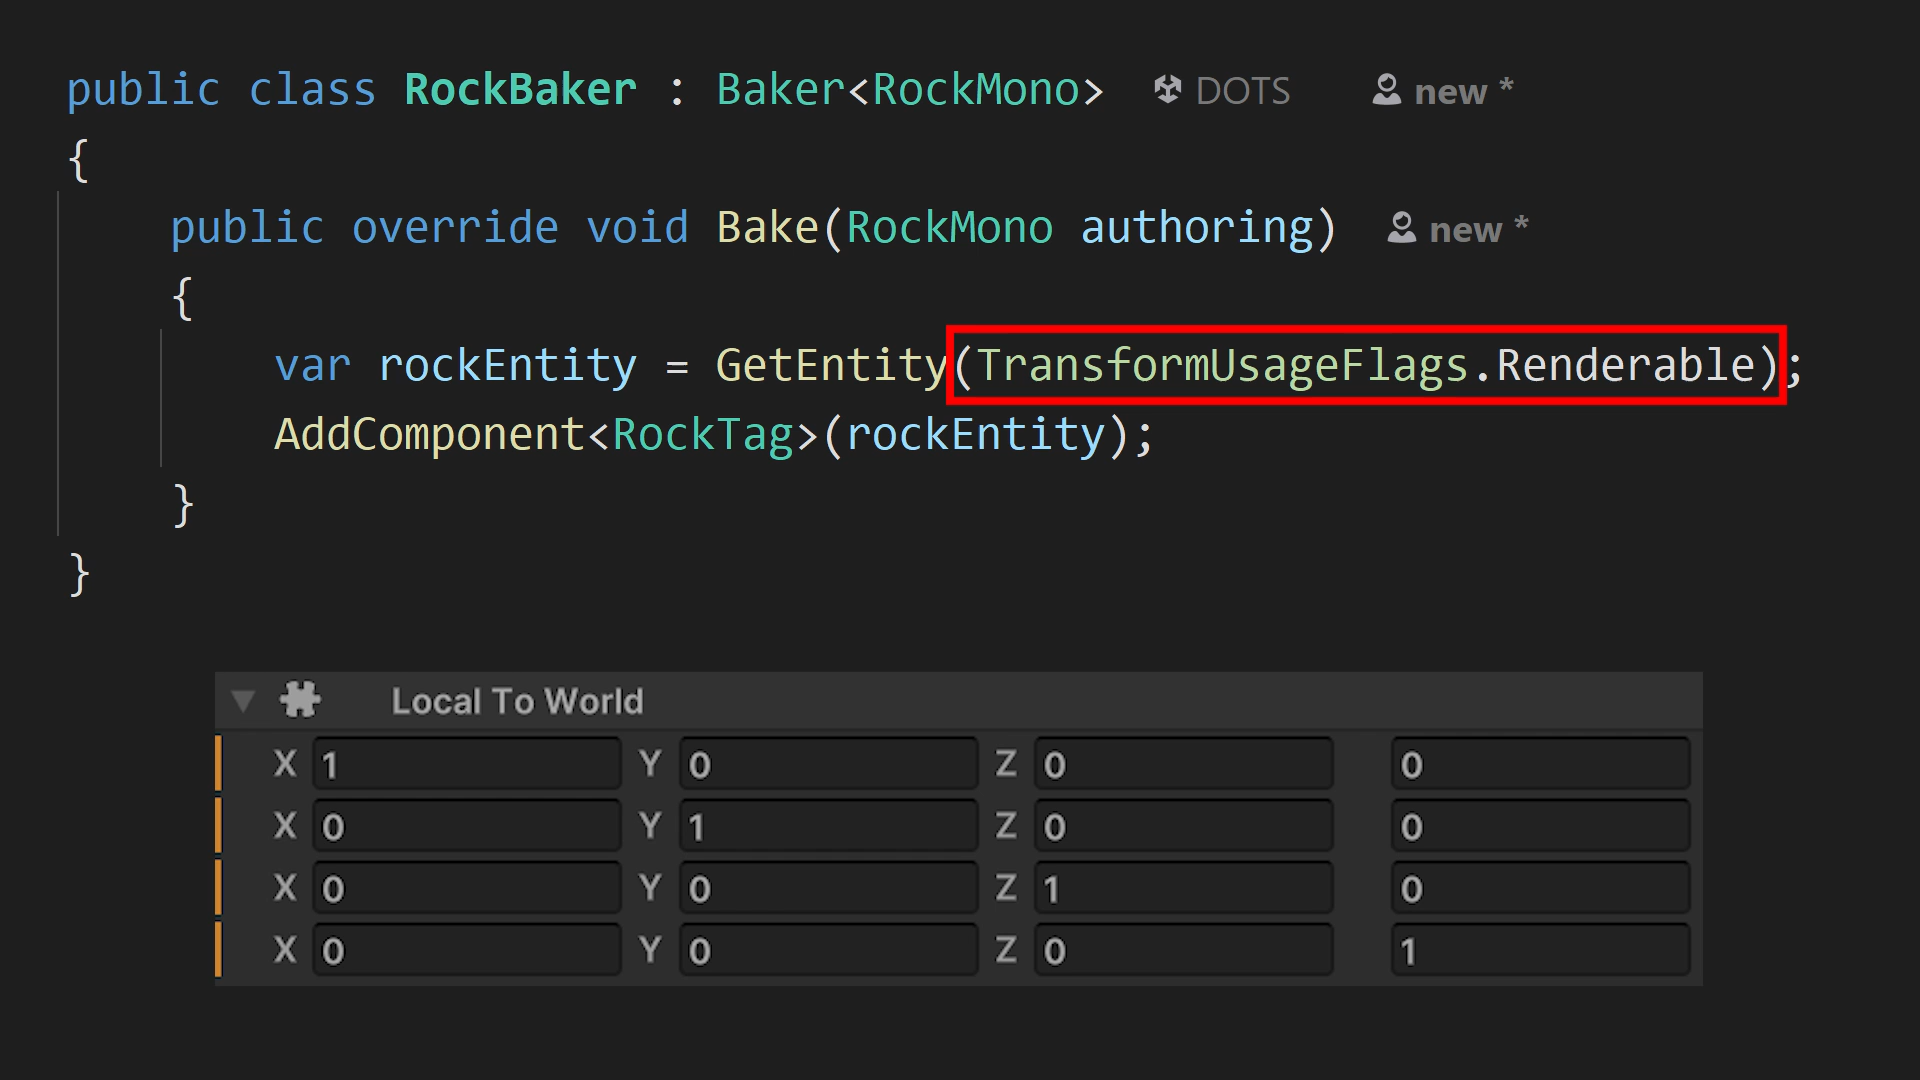 public class RockBaker : Baker<RockMono> DOTS new *
{
public override void Bake(RockMono authoring) new *
{
var rockEntity = GetEntity(TransformUsageFlags.Renderable);
AddComponent<RockTag>(rockEntity);
}
}
Local To World
X 1 Y 0 Z 0 0
X 0 Y 1 Z 0 0
X 0 Y 0 Z 1 0
X 0 Y 0 Z 0 1